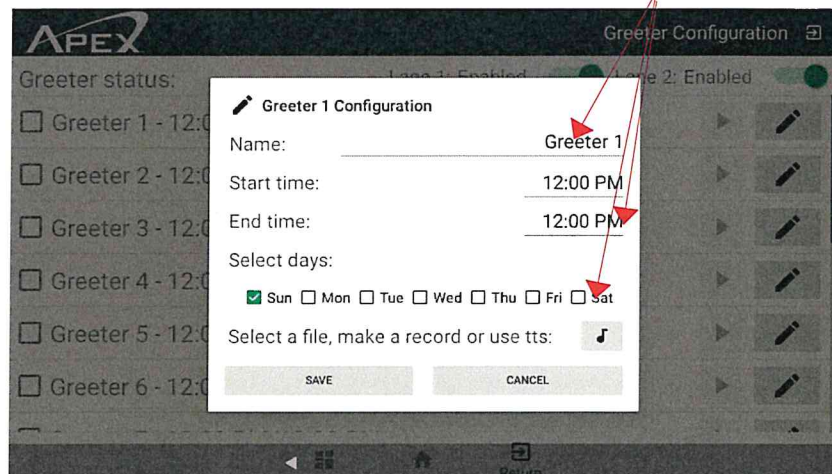 APEX
Greeter Configuration
Greeter status: Lane 1: Enabled Lane 2: Enabled
Greeter 1 Configuration
Greeter 1 - 12:0
Name: Greeter 1
Greeter 2 - 12:0
Start time: 12:00 PM
Greeter 3 - 12:0
End time: 12:00 PM
Select days:
Greeter 4 - 12:0
Sun Mon Tue Wed Thu Fri Sat
Greeter 5 - 12:0
Select a file, make a record or use tts:
Greeter 6 - 12:0
SAVE CANCEL
Return